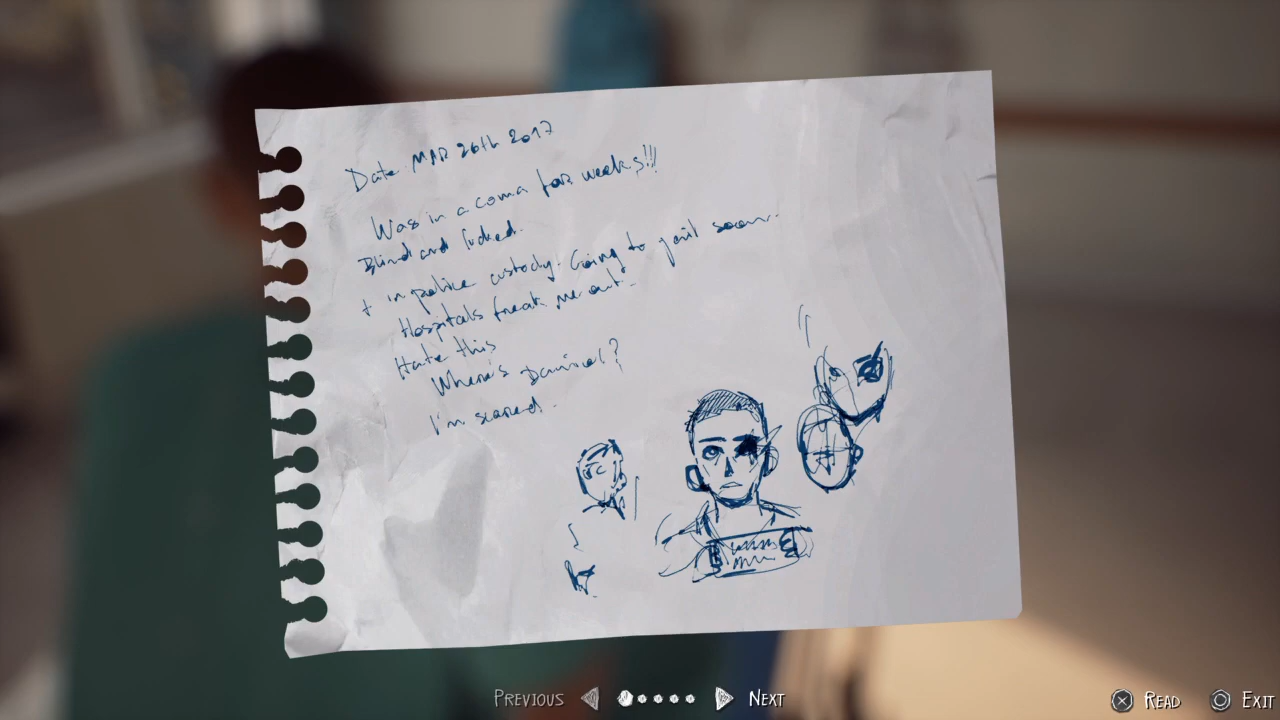 Date MAR 26th 2017
Was in a coma for weeks!!!
Blind and fucked.
+ in police custody. Going to jail soon.
Hospitals freak me out.
Hate this
Where's Daniel?
I'm scared.
PREVIOUS
NEXT
READ
EXIT